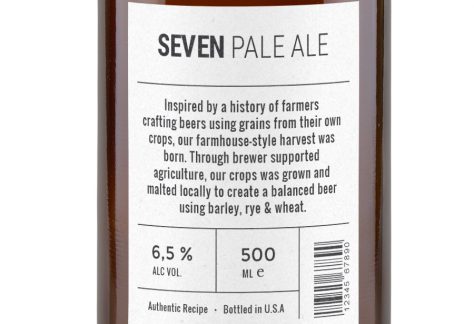 SEVEN PALE ALE
Inspired by a history of farmers
crafting beers using grains from their own
crops, our farmhouse-style harvest was
born. Through brewer supported
agriculture, our crops was grown and
malted locally to create a balanced beer
using barley, rye & wheat.
6,5 %
ALC VOL.
500
ML e
12345 67890
Authentic Recipe • Bottled in U.S.A